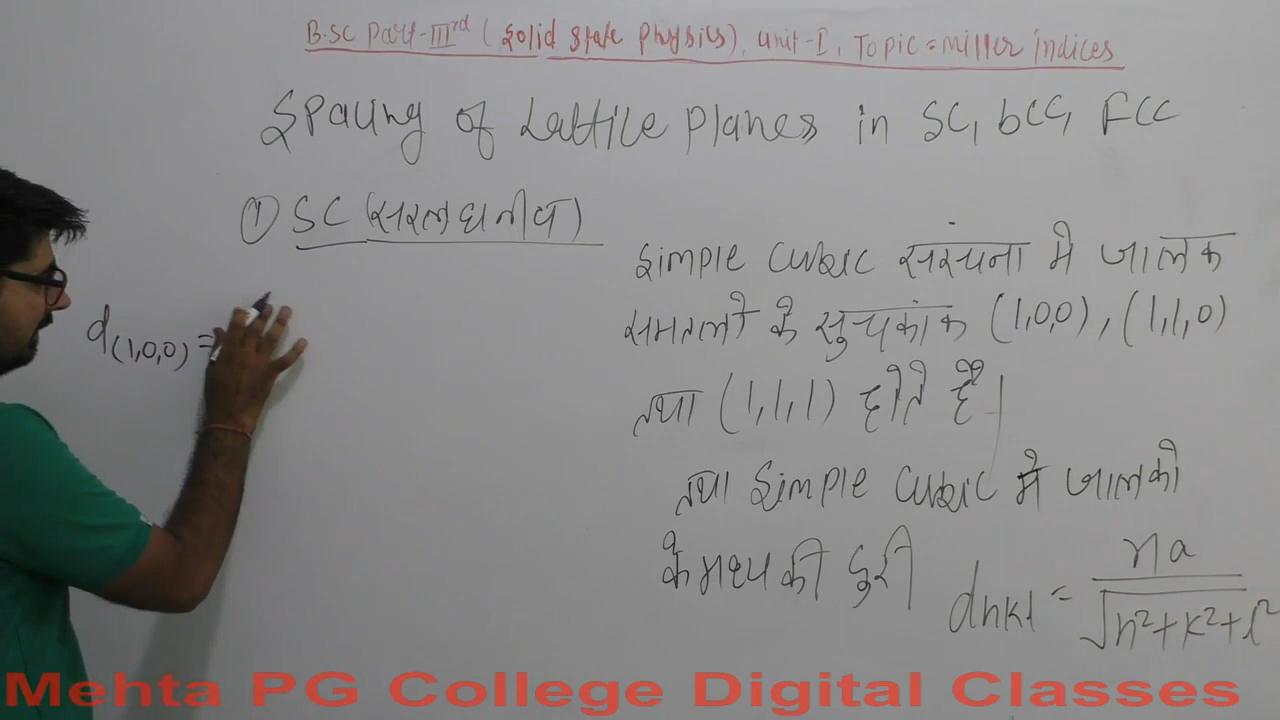 B.SC Part-IIIrd (Solid state Physics), Unit-I, Topic=Miller indices
Spacing of Lattice Planes in SC, bCC, FCC
① SC (सरल घनीय)
Simple Cubic संरचना मे जालक
समतलो के सुचकांक (1,0,0), (1,1,0)
तथा (1,1,1) होते है।
तथा Simple Cubic मे जालको
के मध्य की दुरी dhkl = na / √h²+k²+l²
d(1,0,0) =
Mehta PG College Digital Classes